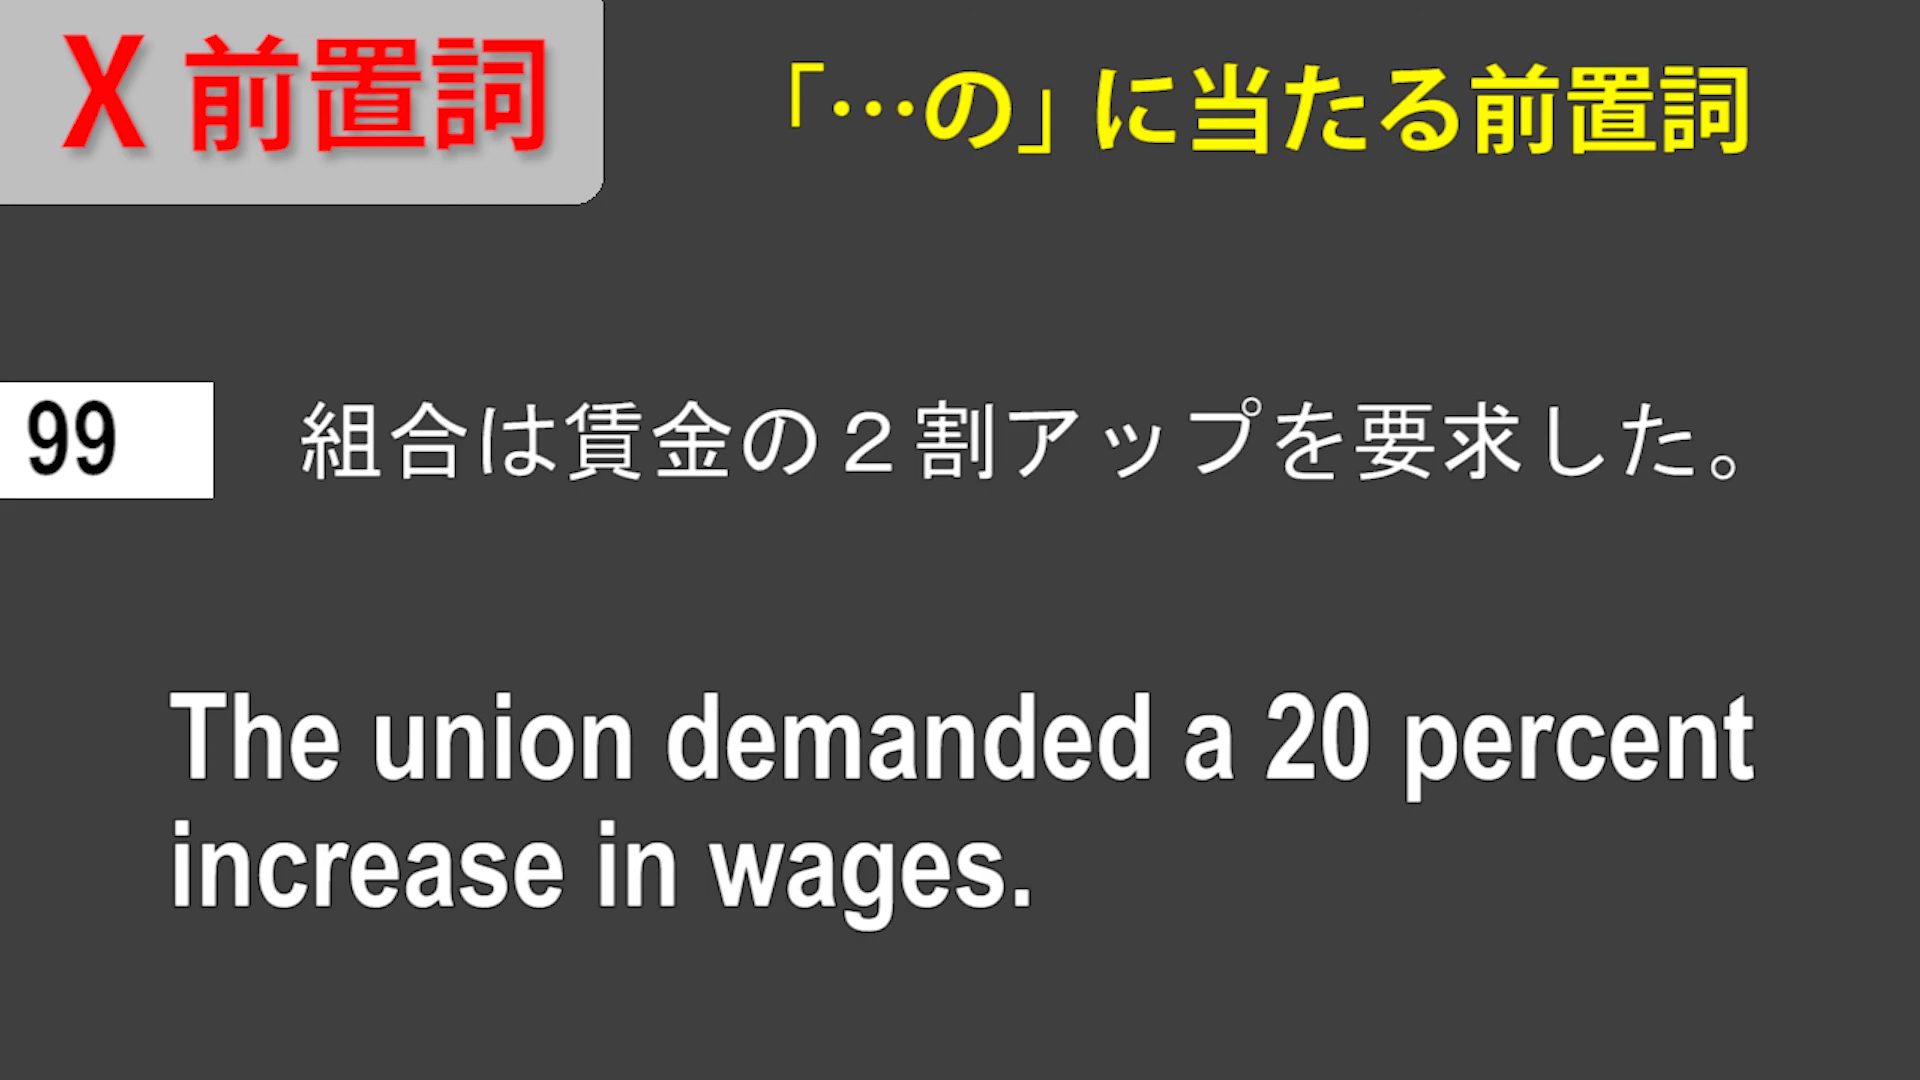 X 前置詞
「…の」に当たる前置詞
99
組合は賃金の２割アップを要求した。
The union demanded a 20 percent
increase in wages.